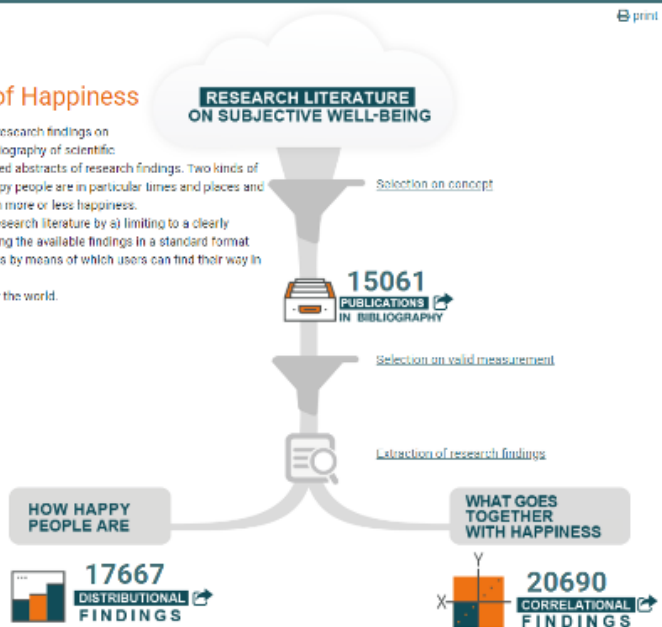 print
of Happiness
RESEARCH LITERATURE
ON SUBJECTIVE WELL-BEING
esearch findings on
iography of scientific
ed abstracts of research findings. Two kinds of
py people are in particular times and places and
more or less happiness.
search literature by a) limiting to a clearly
ng the available findings in a standard format
s by means of which users can find their way in
the world.
Selection on concept
15061
PUBLICATIONS
IN BIBLIOGRAPHY
Selection on valid measurement
Extraction of research findings
HOW HAPPY
PEOPLE ARE
WHAT GOES
TOGETHER
WITH HAPPINESS
17667
DISTRIBUTIONAL
FINDINGS
Y
X
20690
CORRELATIONAL
FINDINGS